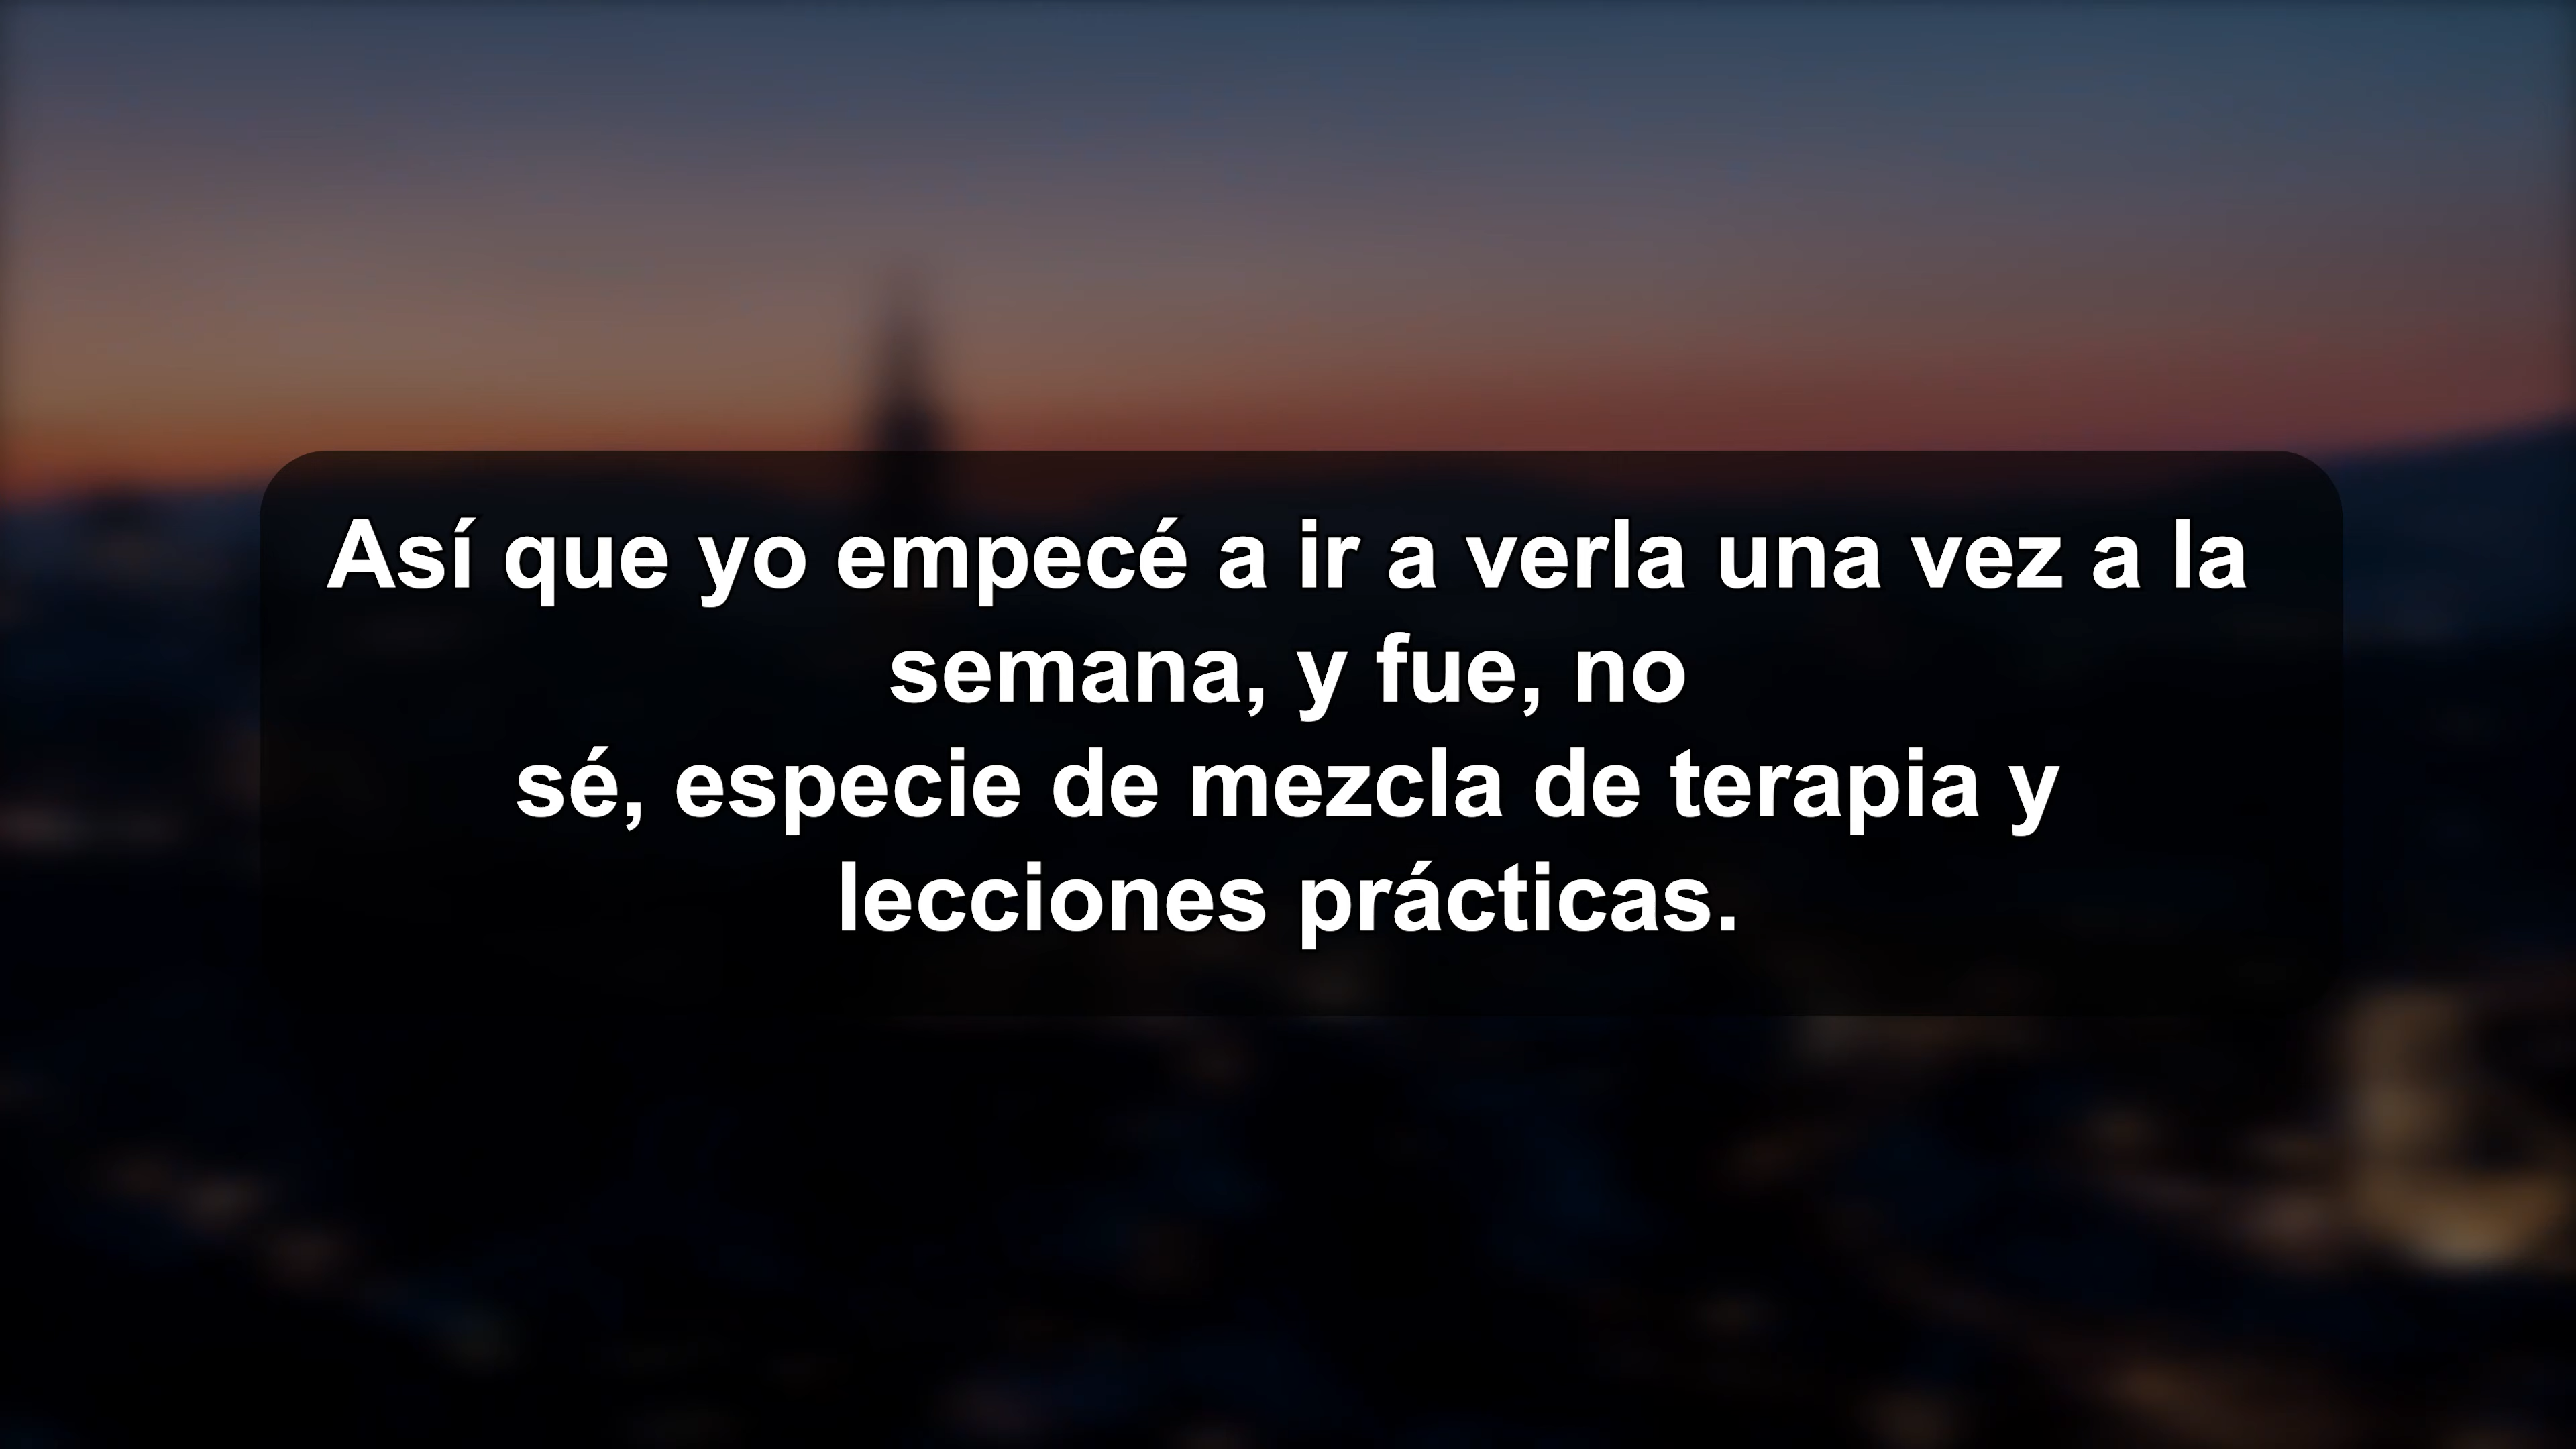 Así que yo empecé a ir a verla una vez a la
semana, y fue, no
sé, especie de mezcla de terapia y
lecciones prácticas.